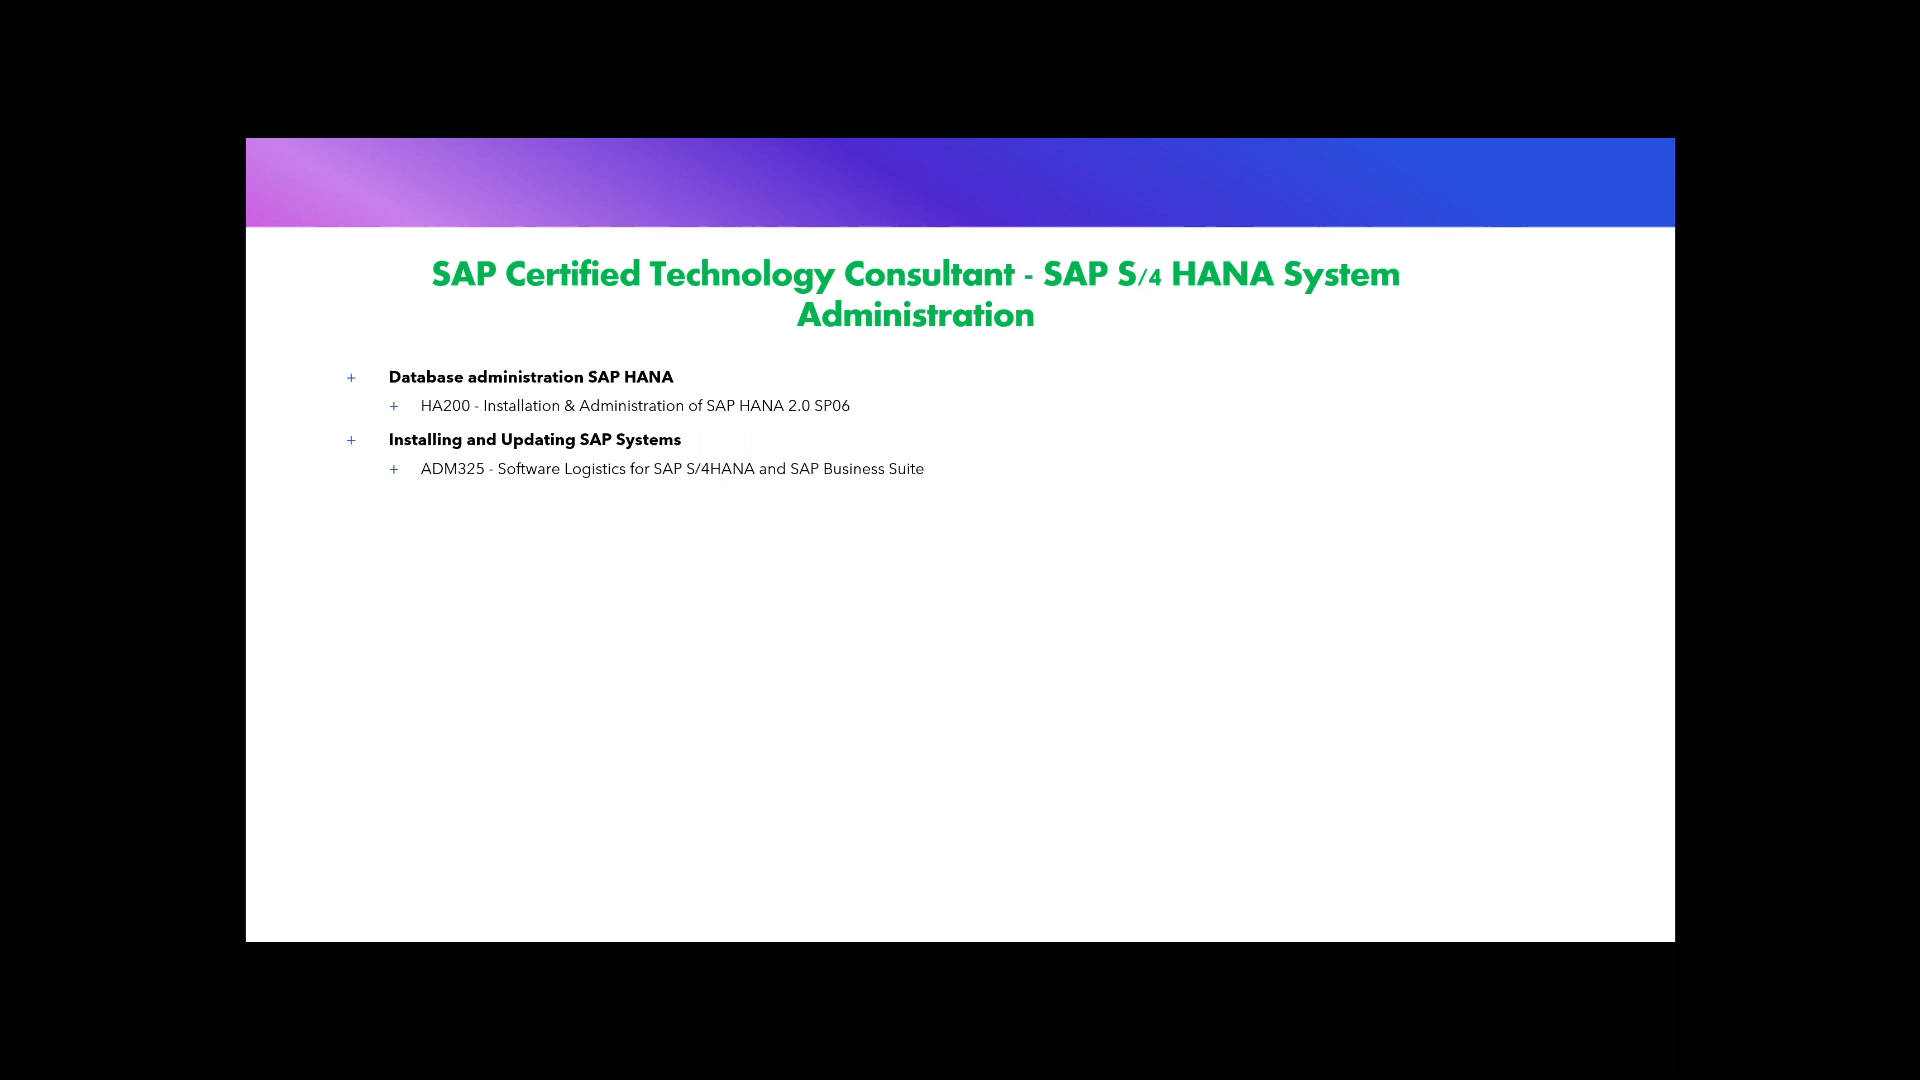 SAP Certified Technology Consultant - SAP S/4 HANA System
Administration
+ Database administration SAP HANA
+ HA200 - Installation & Administration of SAP HANA 2.0 SP06
+ Installing and Updating SAP Systems
+ ADM325 - Software Logistics for SAP S/4HANA and SAP Business Suite